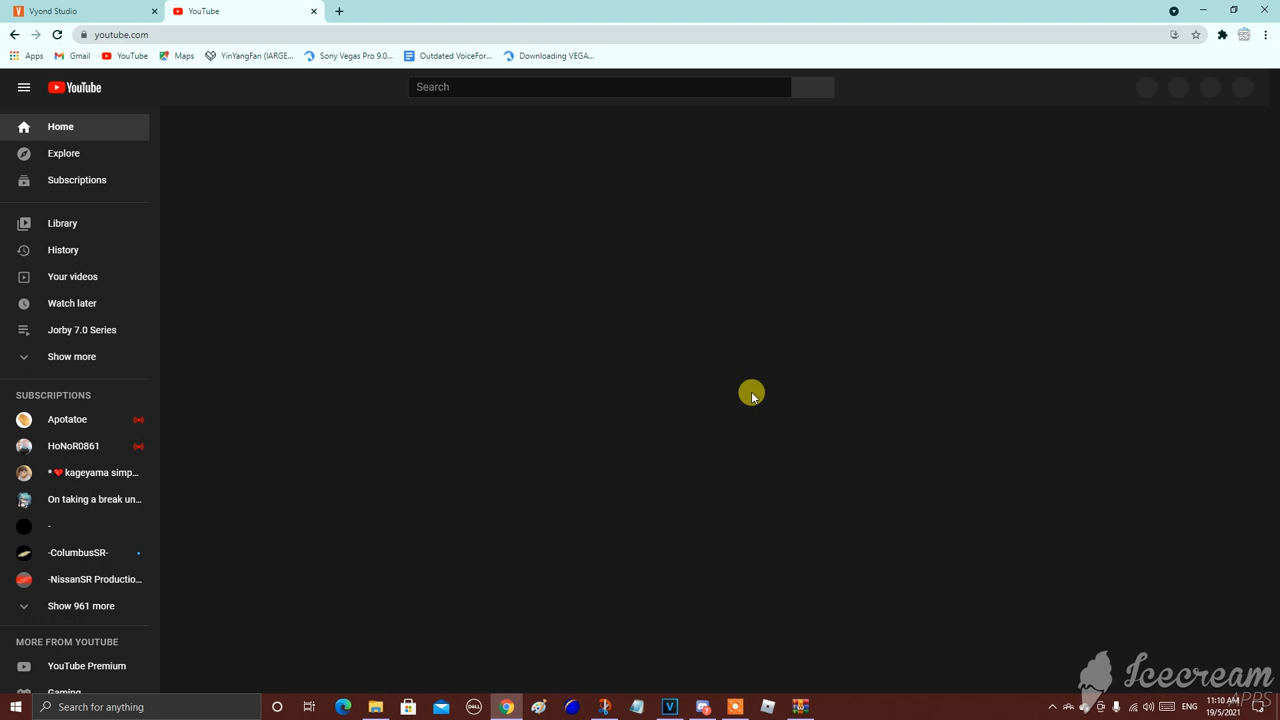 Vyond Studio
YouTube
youtube.com
Apps Gmail YouTube Maps YinYangFan (IARGE... Sony Vegas Pro 9.0... Outdated VoiceFor... Downloading VEGA...
YouTube
Search
Home
Explore
Subscriptions
Library
History
Your videos
Watch later
Jorby 7.0 Series
Show more
SUBSCRIPTIONS
Apotatoe
HoNoR0861
* ❤ kageyama simp...
On taking a break un...
-
-ColumbusSR-
-NissanSR Productio...
Show 961 more
MORE FROM YOUTUBE
YouTube Premium
Gaming
Icecream
APPS
Search for anything
DELL
V
ENG
11:10 AM
19/5/2021